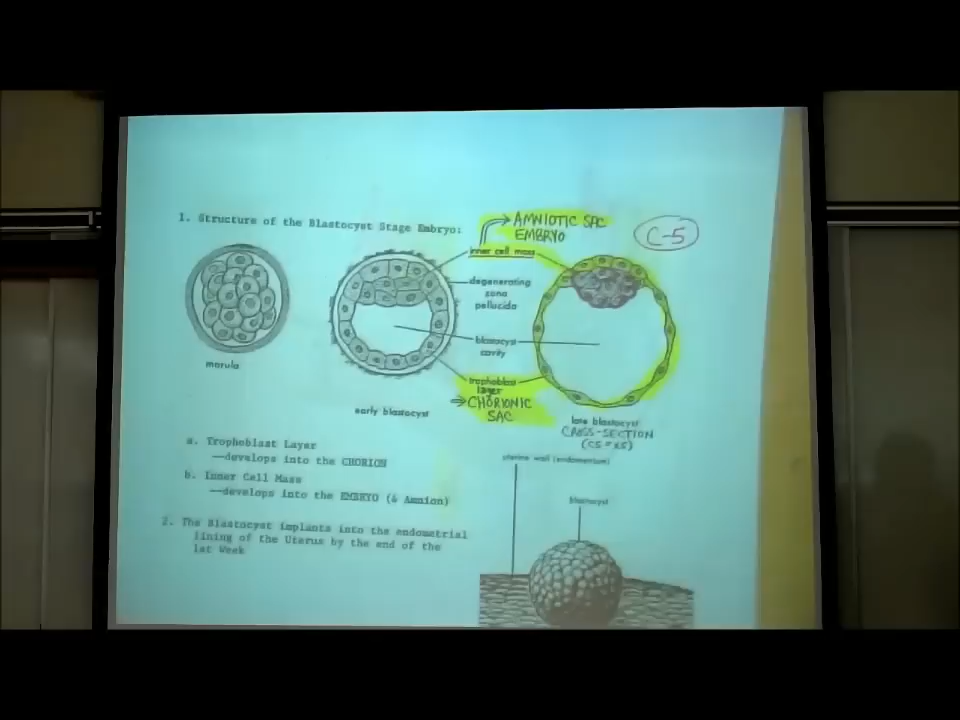 1. Structure of the Blastocyst Stage Embryo:
AMNIOTIC SAC
EMBRYO
C-5
inner cell mass
degenerating
zona
pellucida
blastocyst
cavity
morula
trophoblast
layer
⇒CHORIONIC
SAC
early blastocyst
late blastocyst
CROSS-SECTION
(CS = XS)
a. Trophoblast Layer
—develops into the CHORION
b. Inner Cell Mass
—develops into the EMBRYO (& Amnion)
uterine wall (endometrium)
blastocyst
2. The Blastocyst implants into the endometrial
lining of the Uterus by the end of the
1st Week